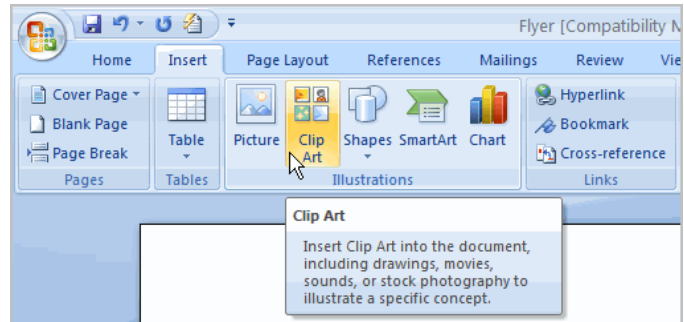 Flyer [Compatibility M
Home Insert Page Layout References Mailings Review Vie
Cover Page
Blank Page
Page Break
Table
Picture
Clip Art
Shapes
SmartArt
Chart
Hyperlink
Bookmark
Cross-reference
Pages Tables Illustrations Links
Clip Art
Insert Clip Art into the document,
including drawings, movies,
sounds, or stock photography to
illustrate a specific concept.